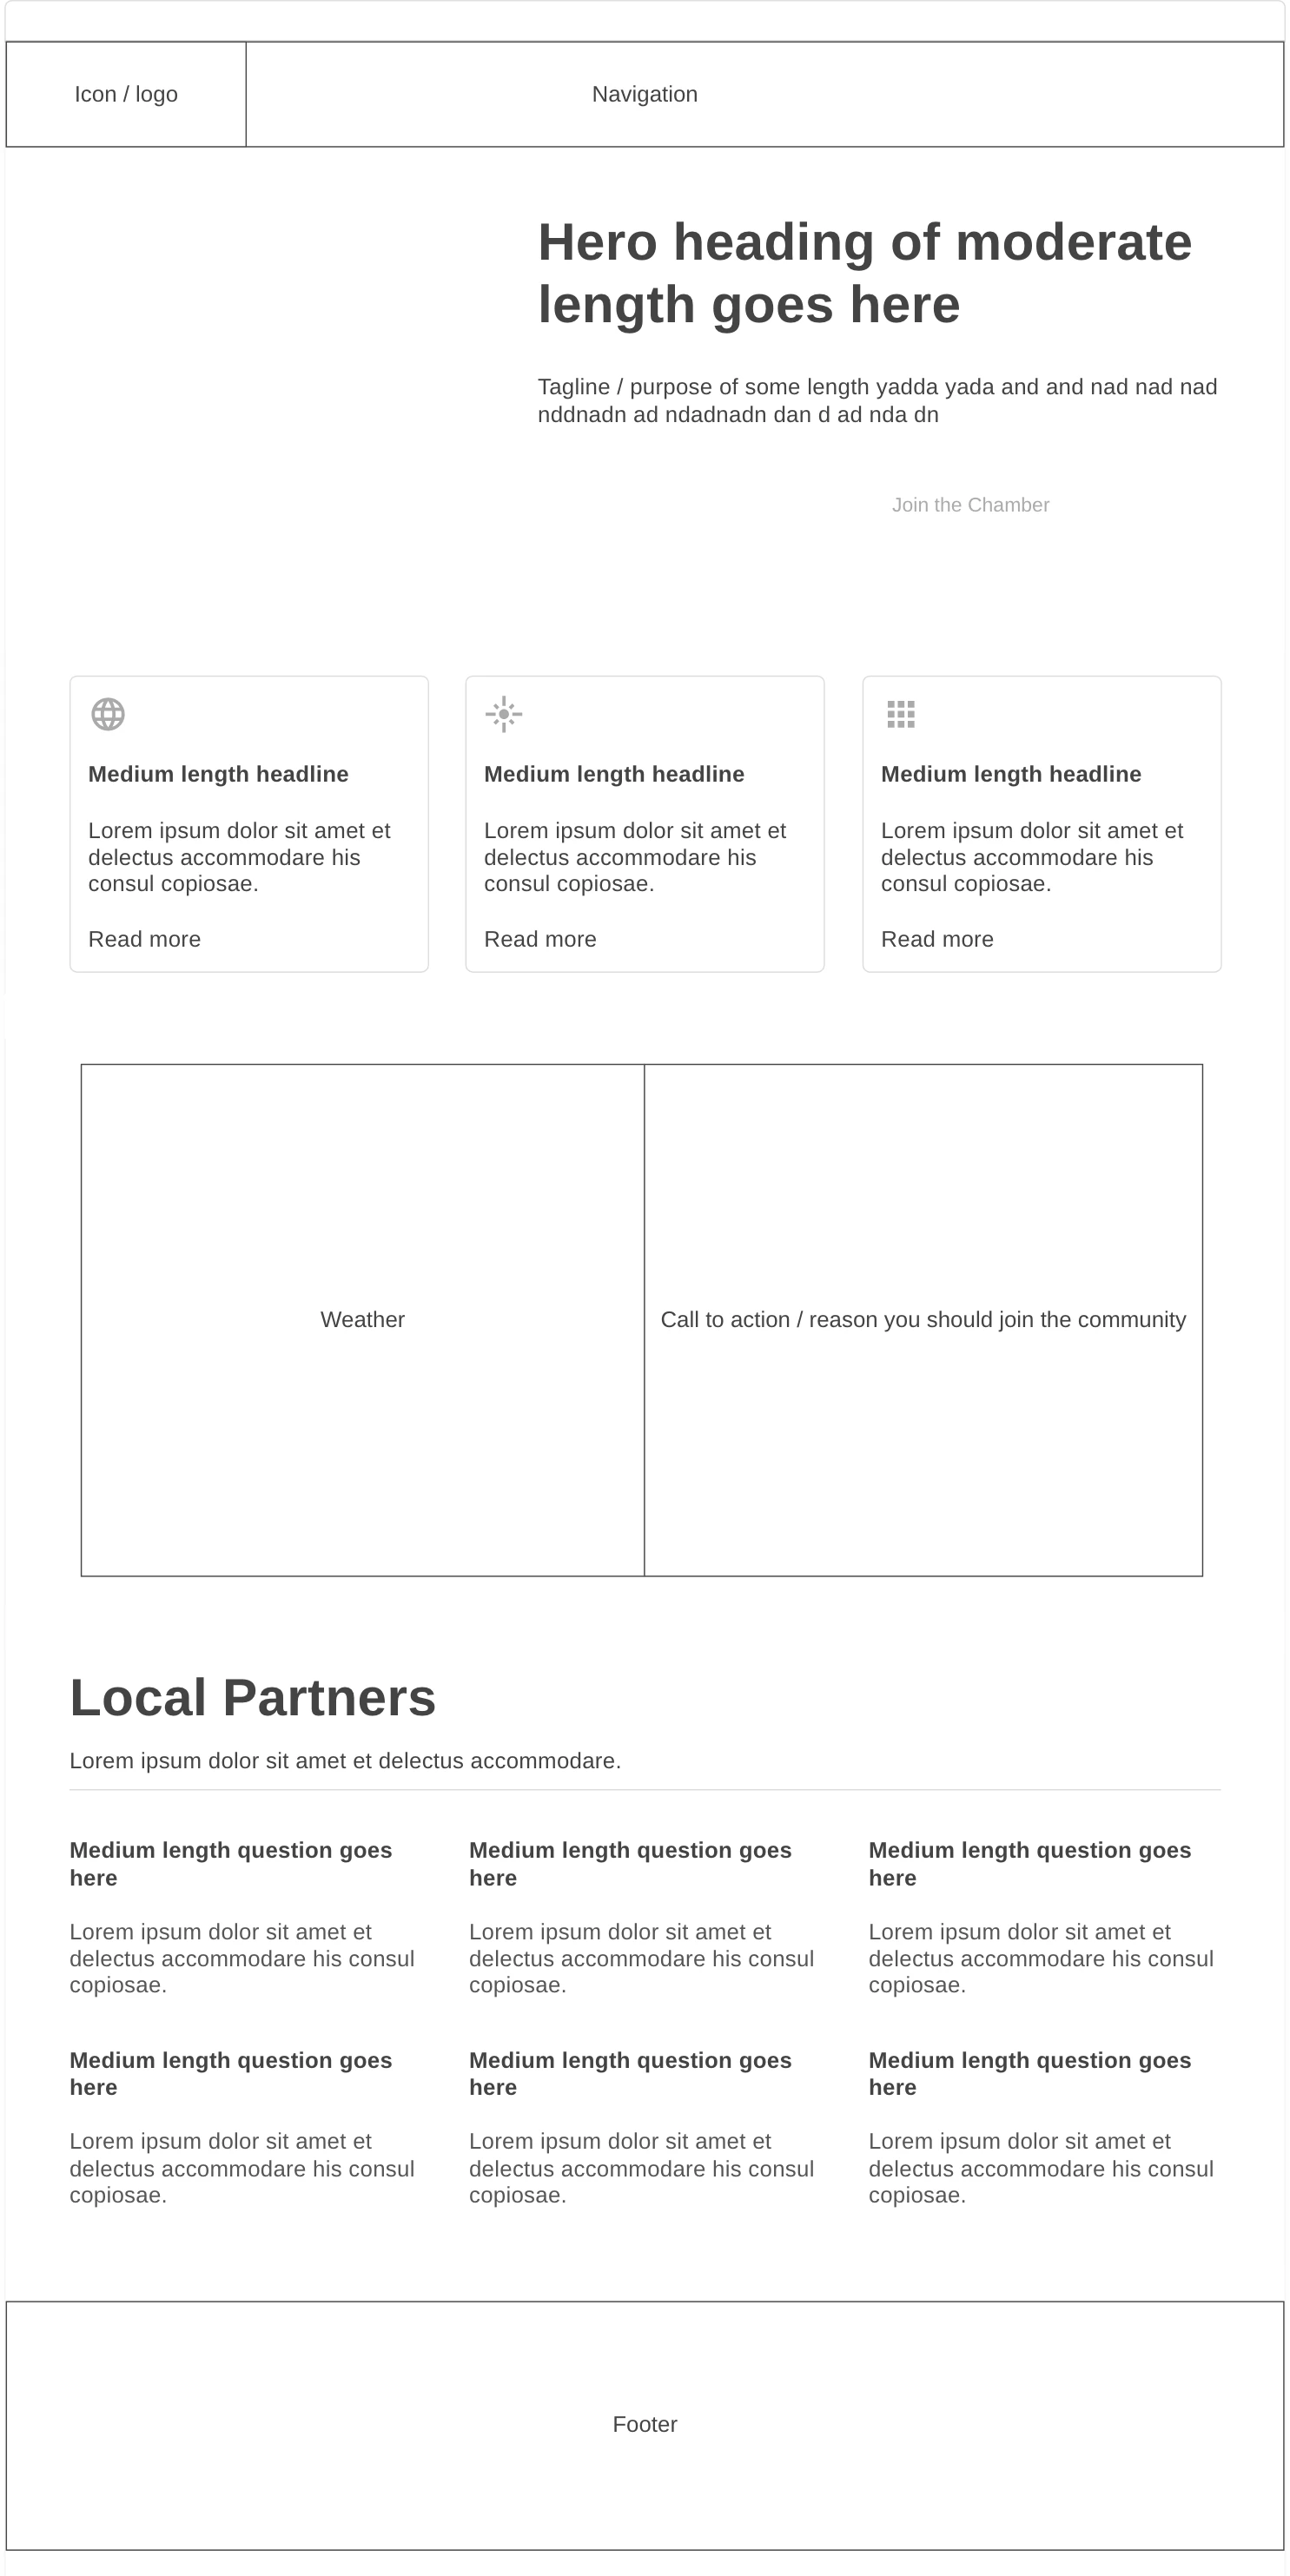 Icon / logo
Navigation
Hero heading of moderate
length goes here
Tagline / purpose of some length yadda yada and and nad nad nad
nddnadn ad ndadnadn dan d ad nda dn
Join the Chamber
Medium length headline
Lorem ipsum dolor sit amet et
delectus accommodare his
consul copiosae.
Read more
Medium length headline
Lorem ipsum dolor sit amet et
delectus accommodare his
consul copiosae.
Read more
Medium length headline
Lorem ipsum dolor sit amet et
delectus accommodare his
consul copiosae.
Read more
Weather
Call to action / reason you should join the community
Local Partners
Lorem ipsum dolor sit amet et delectus accommodare.
Medium length question goes
here
Lorem ipsum dolor sit amet et
delectus accommodare his consul
copiosae.
Medium length question goes
here
Lorem ipsum dolor sit amet et
delectus accommodare his consul
copiosae.
Medium length question goes
here
Lorem ipsum dolor sit amet et
delectus accommodare his consul
copiosae.
Medium length question goes
here
Lorem ipsum dolor sit amet et
delectus accommodare his consul
copiosae.
Medium length question goes
here
Lorem ipsum dolor sit amet et
delectus accommodare his consul
copiosae.
Medium length question goes
here
Lorem ipsum dolor sit amet et
delectus accommodare his consul
copiosae.
Footer